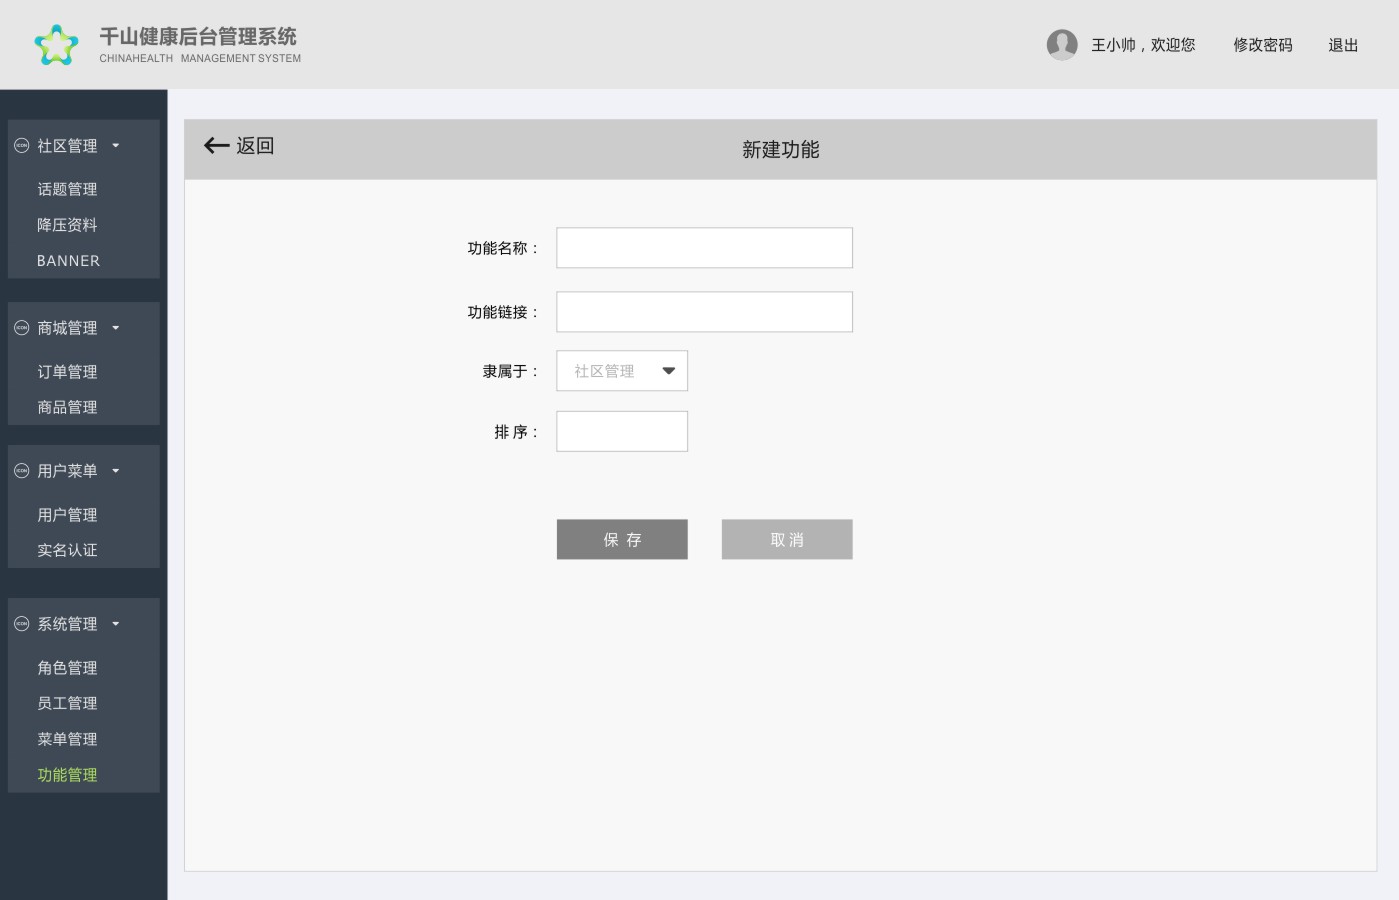 千山健康后台管理系统
CHINAHEALTH MANAGEMENT SYSTEM
王小帅，欢迎您 修改密码 退出
社区管理
话题管理
降压资料
BANNER
商城管理
订单管理
商品管理
用户菜单
用户管理
实名认证
系统管理
角色管理
员工管理
菜单管理
功能管理
返回
新建功能
功能名称：
功能链接：
隶属于： 社区管理
排 序：
保 存 取 消